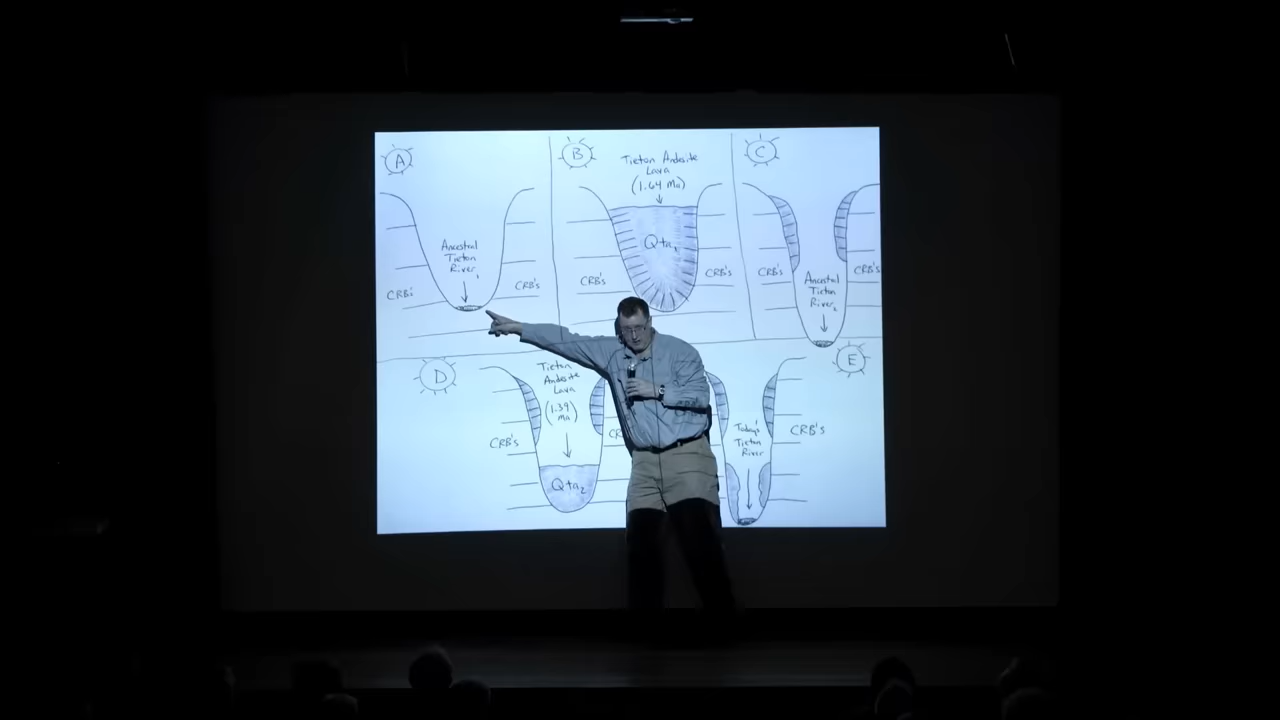 A
Ancestral
Tieton
River₁
CRB's
CRB's
B
Tieton Andesite
Lava
(1.64 Ma)
Qta₁
CRB's
CRB's
C
CRB's
CRB's
Ancestral
Tieton
River₂
D
Tieton
Andesite
Lava
(1.39)
Ma
CRB's
CR
Qta₂
E
Today's
Tieton
River
CRB's